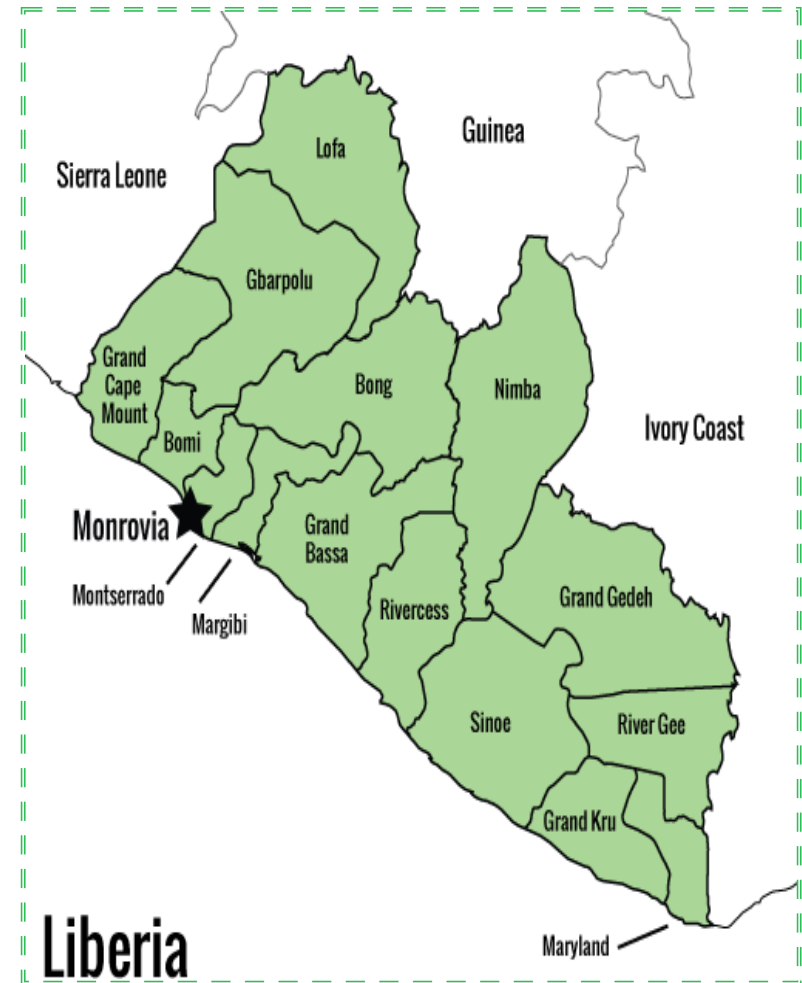 Lofa
Guinea
Sierra Leone
Gbarpolu
Grand
Cape
Mount
Bong
Nimba
Ivory Coast
Bomi
Monrovia
Grand
Bassa
Montserrado
Margibi
Rivercess
Grand Gedeh
Sinoe
River Gee
Grand Kru
Maryland
Liberia